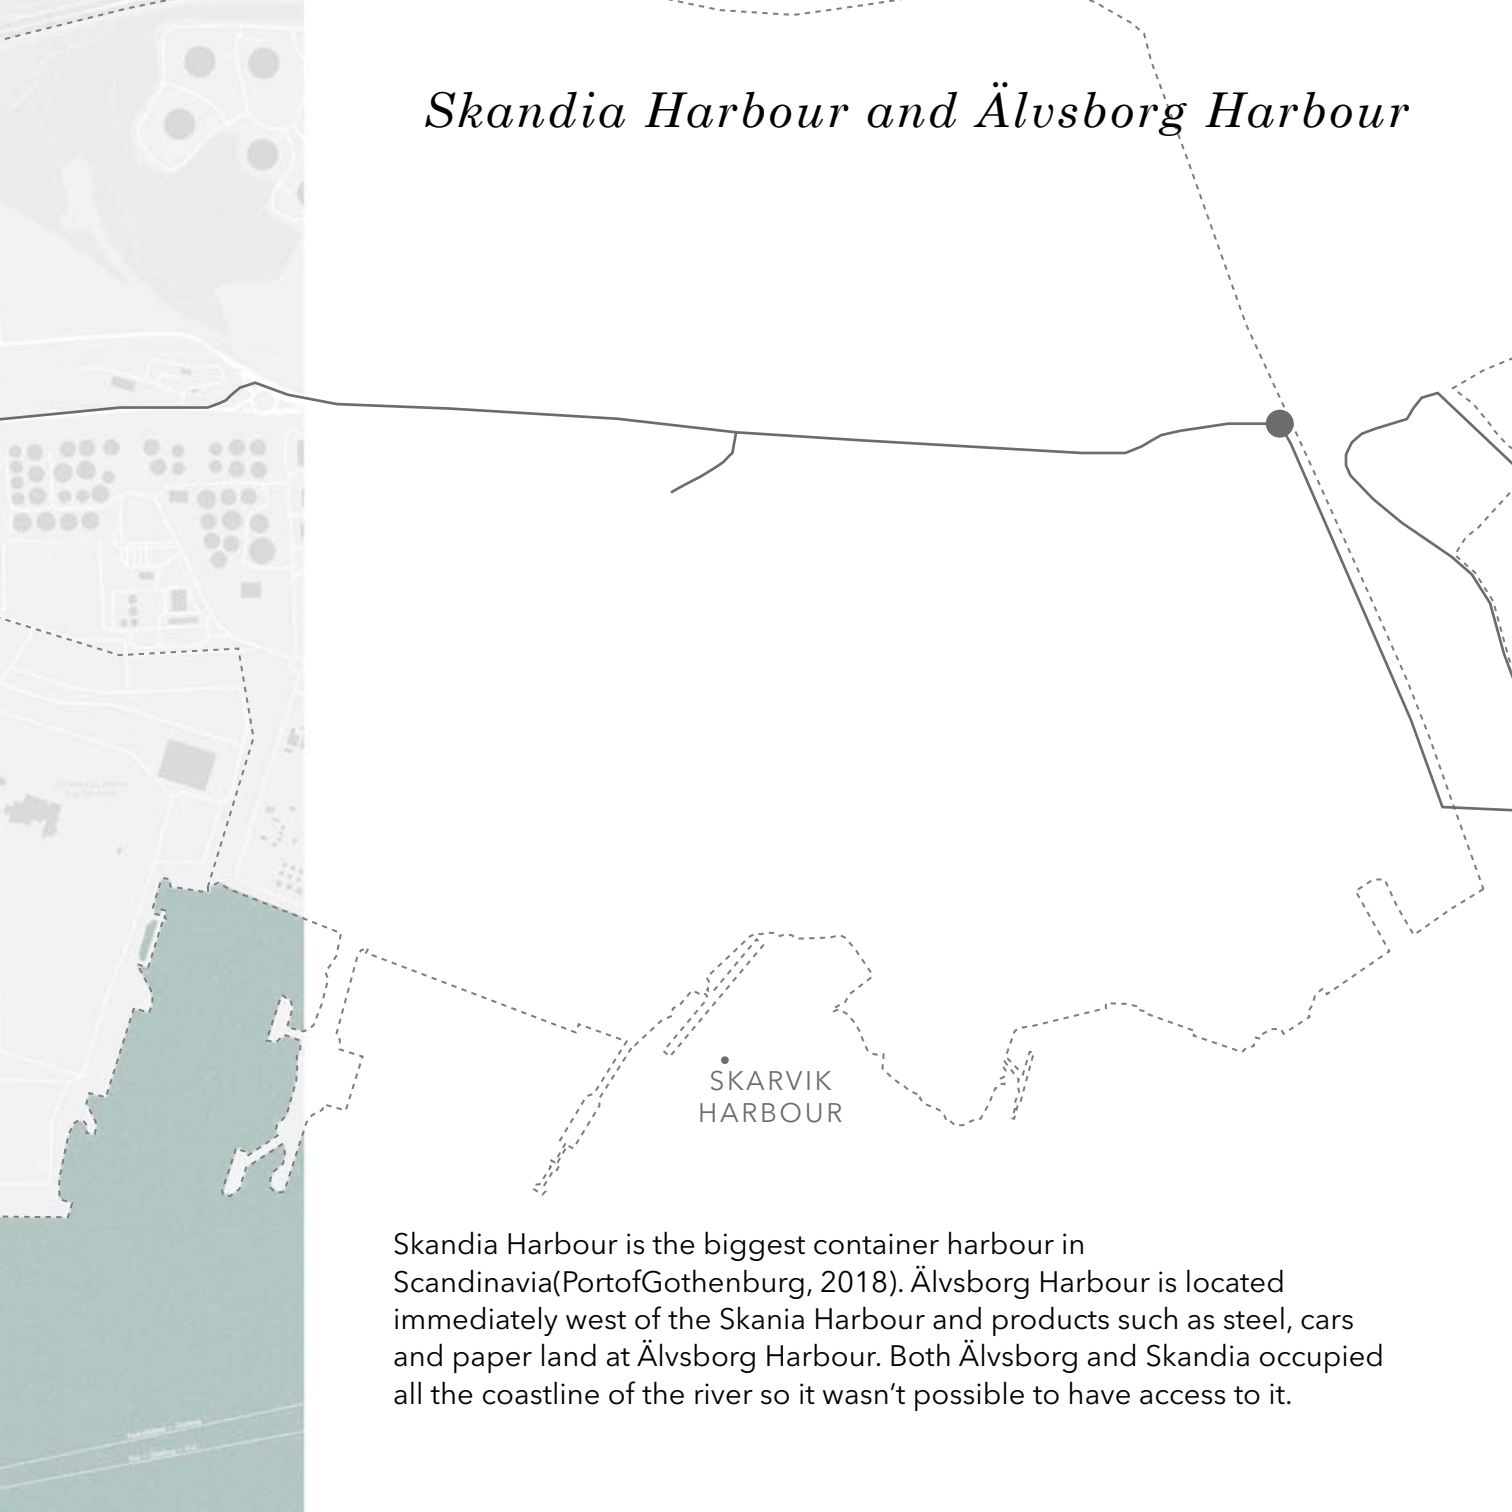 Skandia Harbour and Älvsborg Harbour
SKARVIK
HARBOUR
Skandia Harbour is the biggest container harbour in
Scandinavia(PortofGothenburg, 2018). Älvsborg Harbour is located
immediately west of the Skania Harbour and products such as steel, cars
and paper land at Älvsborg Harbour. Both Älvsborg and Skandia occupied
all the coastline of the river so it wasn’t possible to have access to it.